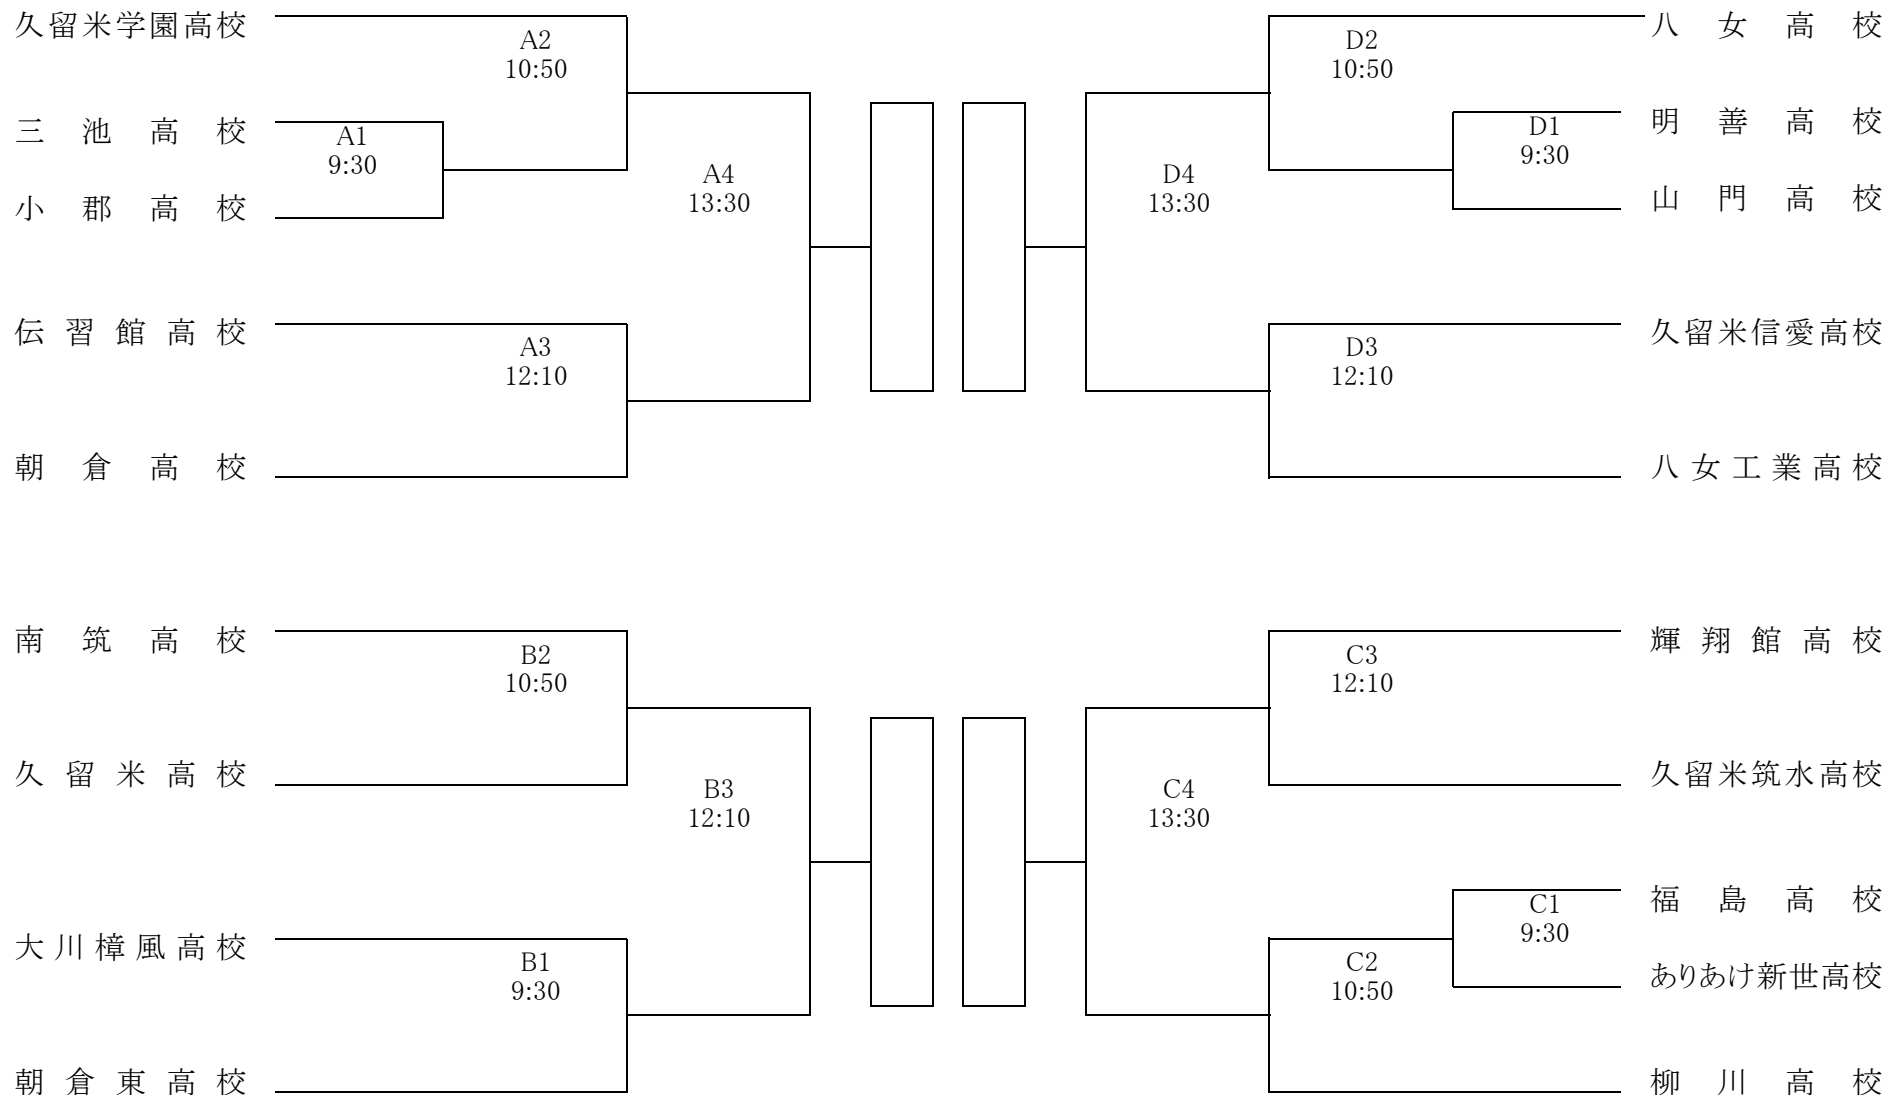 久留米学園高校
A2
10:50
三池高校
A1
9:30
小郡高校
A4
13:30
伝習館高校
A3
12:10
朝倉高校
八女高校
D2
10:50
明善高校
D1
9:30
山門高校
D4
13:30
久留米信愛高校
D3
12:10
八女工業高校
南筑高校
B2
10:50
久留米高校
B3
12:10
大川樟風高校
B1
9:30
朝倉東高校
輝翔館高校
C3
12:10
久留米筑水高校
C4
13:30
福島高校
C1
9:30
ありあけ新世高校
C2
10:50
柳川高校